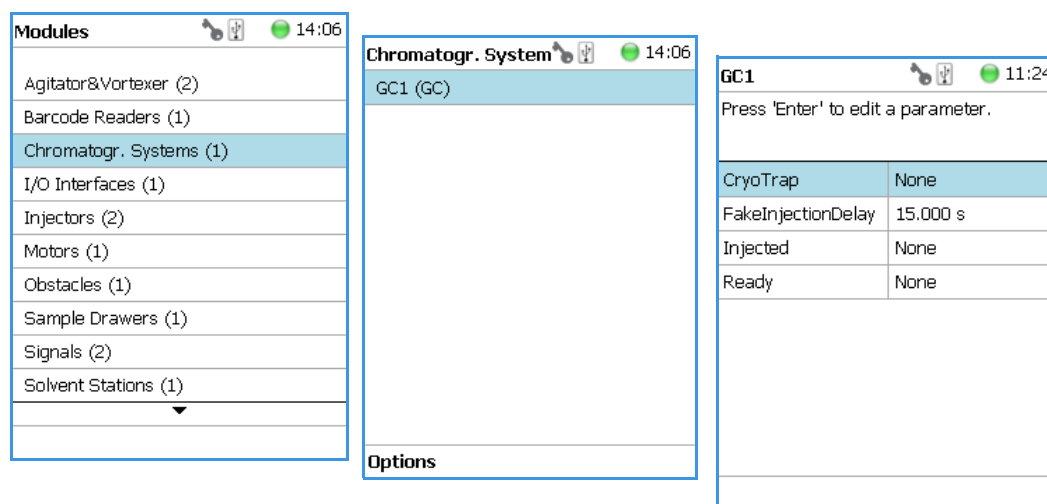 Modules 14:06
Agitator&Vortexer (2)
Barcode Readers (1)
Chromatogr. Systems (1)
I/O Interfaces (1)
Injectors (2)
Motors (1)
Obstacles (1)
Sample Drawers (1)
Signals (2)
Solvent Stations (1)
Chromatogr. System 14:06
GC1 (GC)
Options
GC1 11:24
Press 'Enter' to edit a parameter.
CryoTrap None
FakeInjectionDelay 15.000 s
Injected None
Ready None